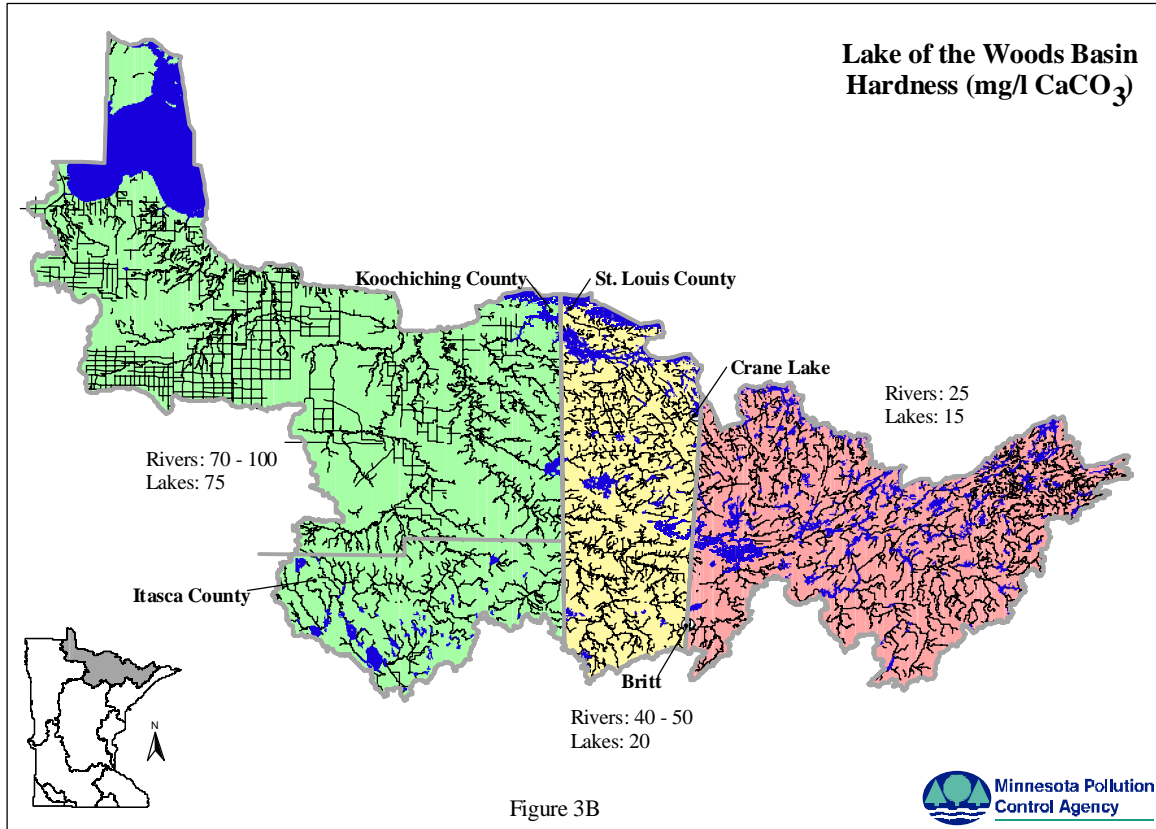 Lake of the Woods Basin
Hardness (mg/l CaCO3)
Koochiching County
St. Louis County
Crane Lake
Rivers: 25
Lakes: 15
Rivers: 70 - 100
Lakes: 75
Itasca County
Britt
Rivers: 40 - 50
Lakes: 20
N
Figure 3B
Minnesota Pollution
Control Agency